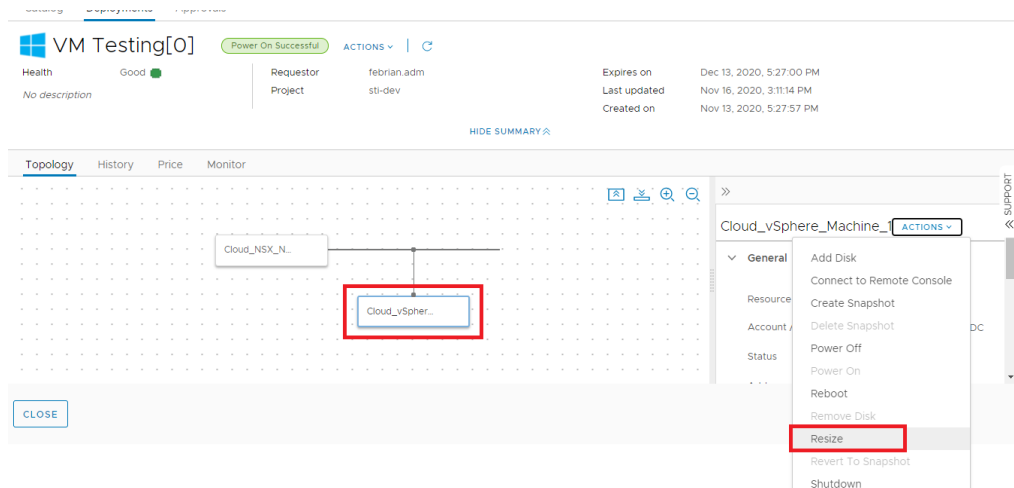 Catalog Deployments Approvals
VM Testing[0] Power On Successful ACTIONS
Health Good Requestor febrian.adm Expires on Dec 13, 2020, 5:27:00 PM
No description Project sti-dev Last updated Nov 16, 2020, 3:11:14 PM
Created on Nov 13, 2020, 5:27:57 PM
HIDE SUMMARY
Topology History Price Monitor
SUPPORT
Cloud_vSphere_Machine_1 ACTIONS
Cloud_NSX_N...
Cloud_vSpher...
General
Resource
Account /
DC
Status
Add Disk
Connect to Remote Console
Create Snapshot
Delete Snapshot
Power Off
Power On
Reboot
Remove Disk
Resize
Revert To Snapshot
Shutdown
CLOSE